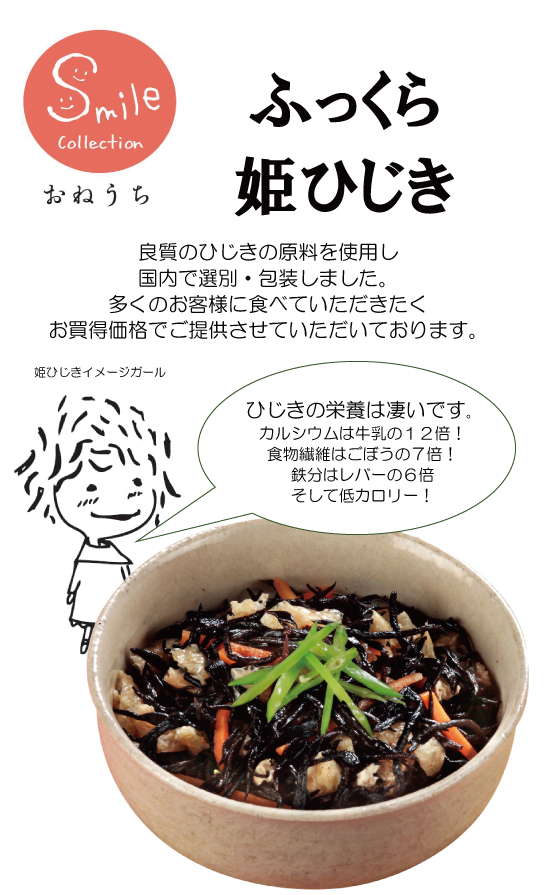 Smile
Collection
おねうち
ふっくら
姫ひじき
良質のひじきの原料を使用し
国内で選別・包装しました。
多くのお客様に食べていただきたく
お買得価格でご提供させていただいております。
姫ひじきイメージガール
ひじきの栄養は凄いです。
カルシウムは牛乳の１２倍！
食物繊維はごぼうの７倍！
鉄分はレバーの６倍
そして低カロリー！